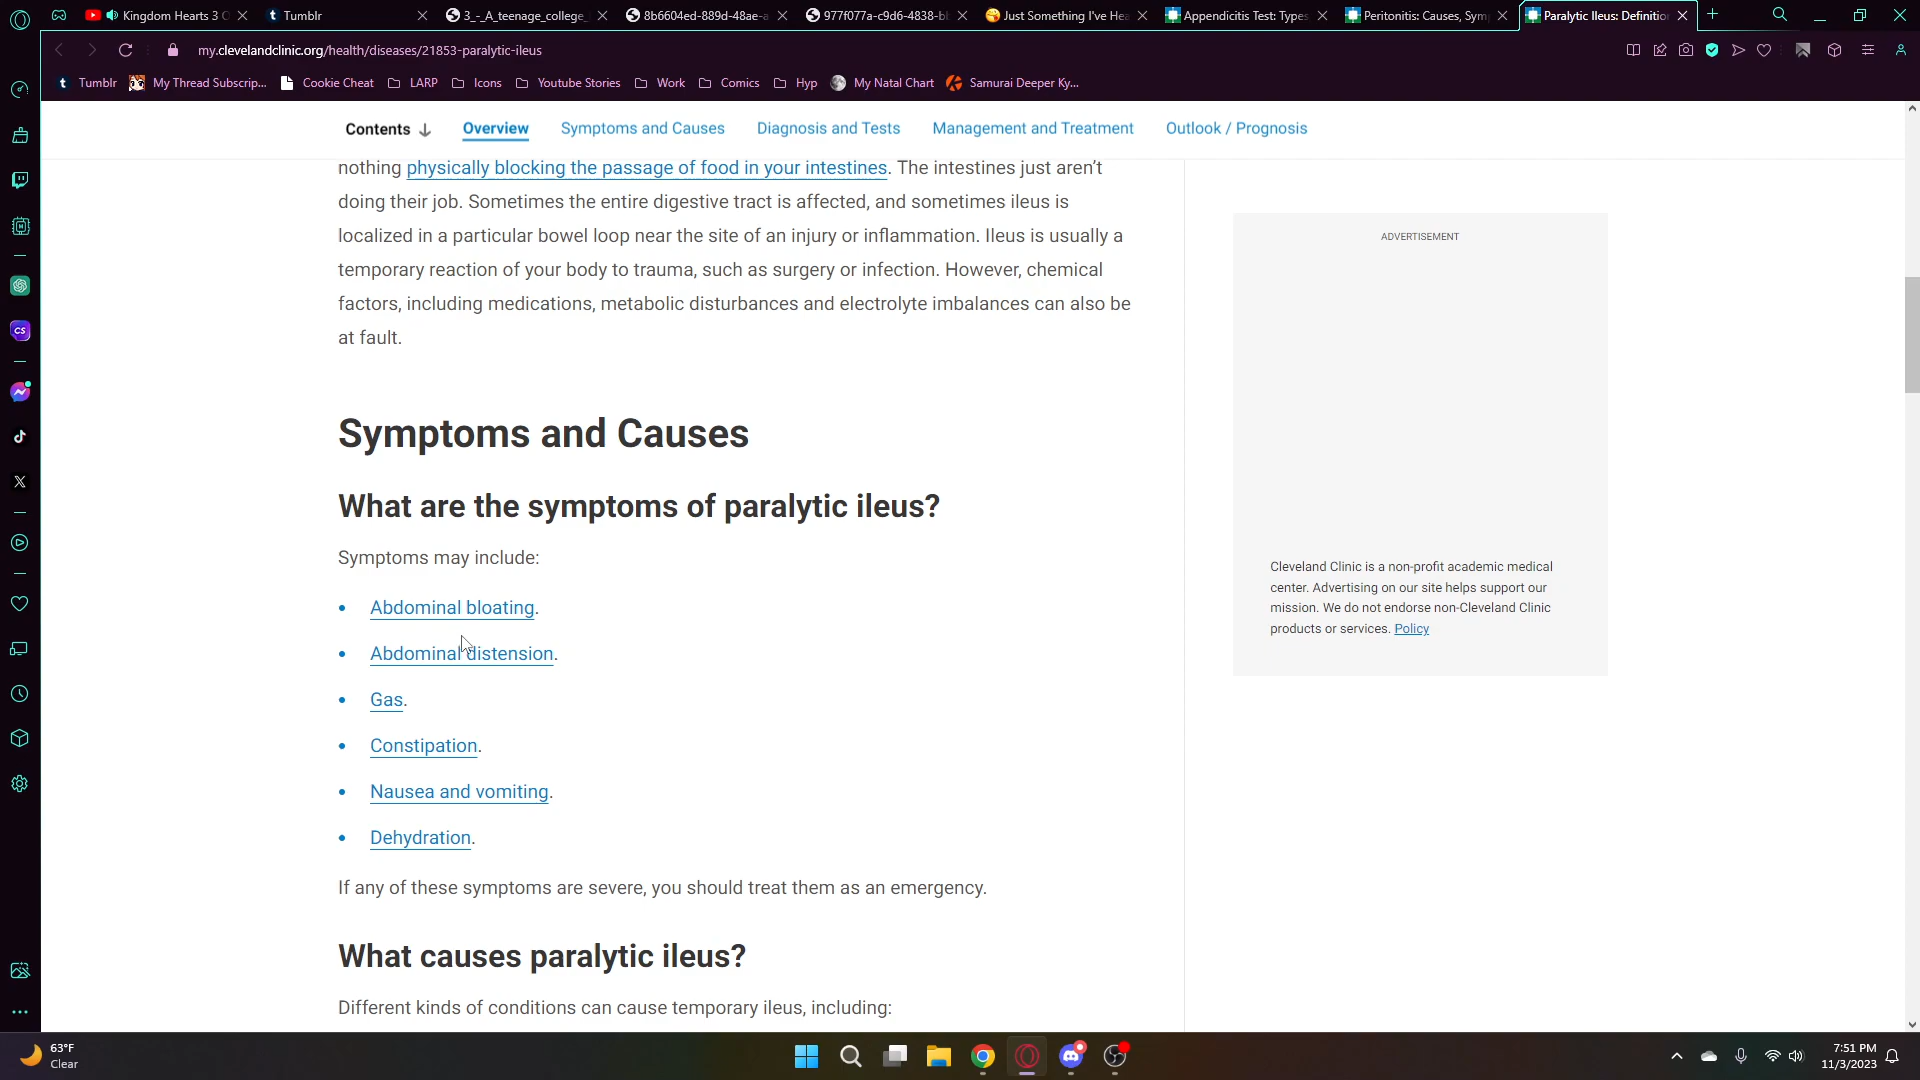 Kingdom Hearts 3 C
Tumblr
3_-_A_teenage_college_
8b6604ed-889d-48ae-a
977f077a-c9d6-4838-b
Just Something I've Hea
Appendicitis Test: Types
Peritonitis: Causes, Symp
Paralytic Ileus: Definition
my.clevelandclinic.org/health/diseases/21853-paralytic-ileus
Tumblr
My Thread Subscrip...
Cookie Cheat
LARP
Icons
Youtube Stories
Work
Comics
Hyp
My Natal Chart
Samurai Deeper Ky...
Contents
Overview
Symptoms and Causes
Diagnosis and Tests
Management and Treatment
Outlook / Prognosis
nothing physically blocking the passage of food in your intestines. The intestines just aren’t
doing their job. Sometimes the entire digestive tract is affected, and sometimes ileus is
localized in a particular bowel loop near the site of an injury or inflammation. Ileus is usually a
temporary reaction of your body to trauma, such as surgery or infection. However, chemical
factors, including medications, metabolic disturbances and electrolyte imbalances can also be
at fault.
Symptoms and Causes
What are the symptoms of paralytic ileus?
Symptoms may include:
• Abdominal bloating.
• Abdominal distension.
• Gas.
• Constipation.
• Nausea and vomiting.
• Dehydration.
If any of these symptoms are severe, you should treat them as an emergency.
What causes paralytic ileus?
Different kinds of conditions can cause temporary ileus, including:
ADVERTISEMENT
Cleveland Clinic is a non-profit academic medical
center. Advertising on our site helps support our
mission. We do not endorse non-Cleveland Clinic
products or services. Policy
CS
63°F
Clear
7:51 PM
11/3/2023